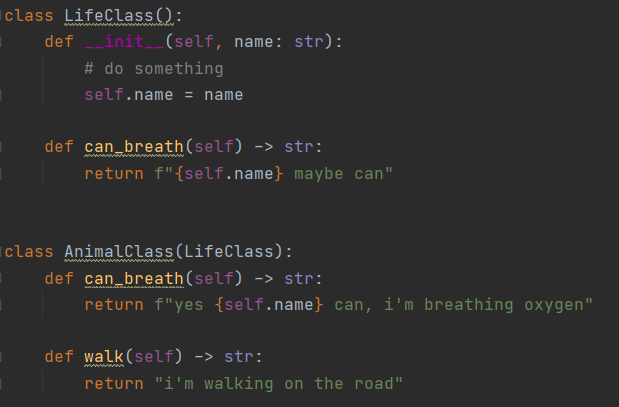 class LifeClass():
    def __init__(self, name: str):
        # do something
        self.name = name

    def can_breath(self) -> str:
        return f"{self.name} maybe can"


class AnimalClass(LifeClass):
    def can_breath(self) -> str:
        return f"yes {self.name} can, i'm breathing oxygen"

    def walk(self) -> str:
        return "i'm walking on the road"